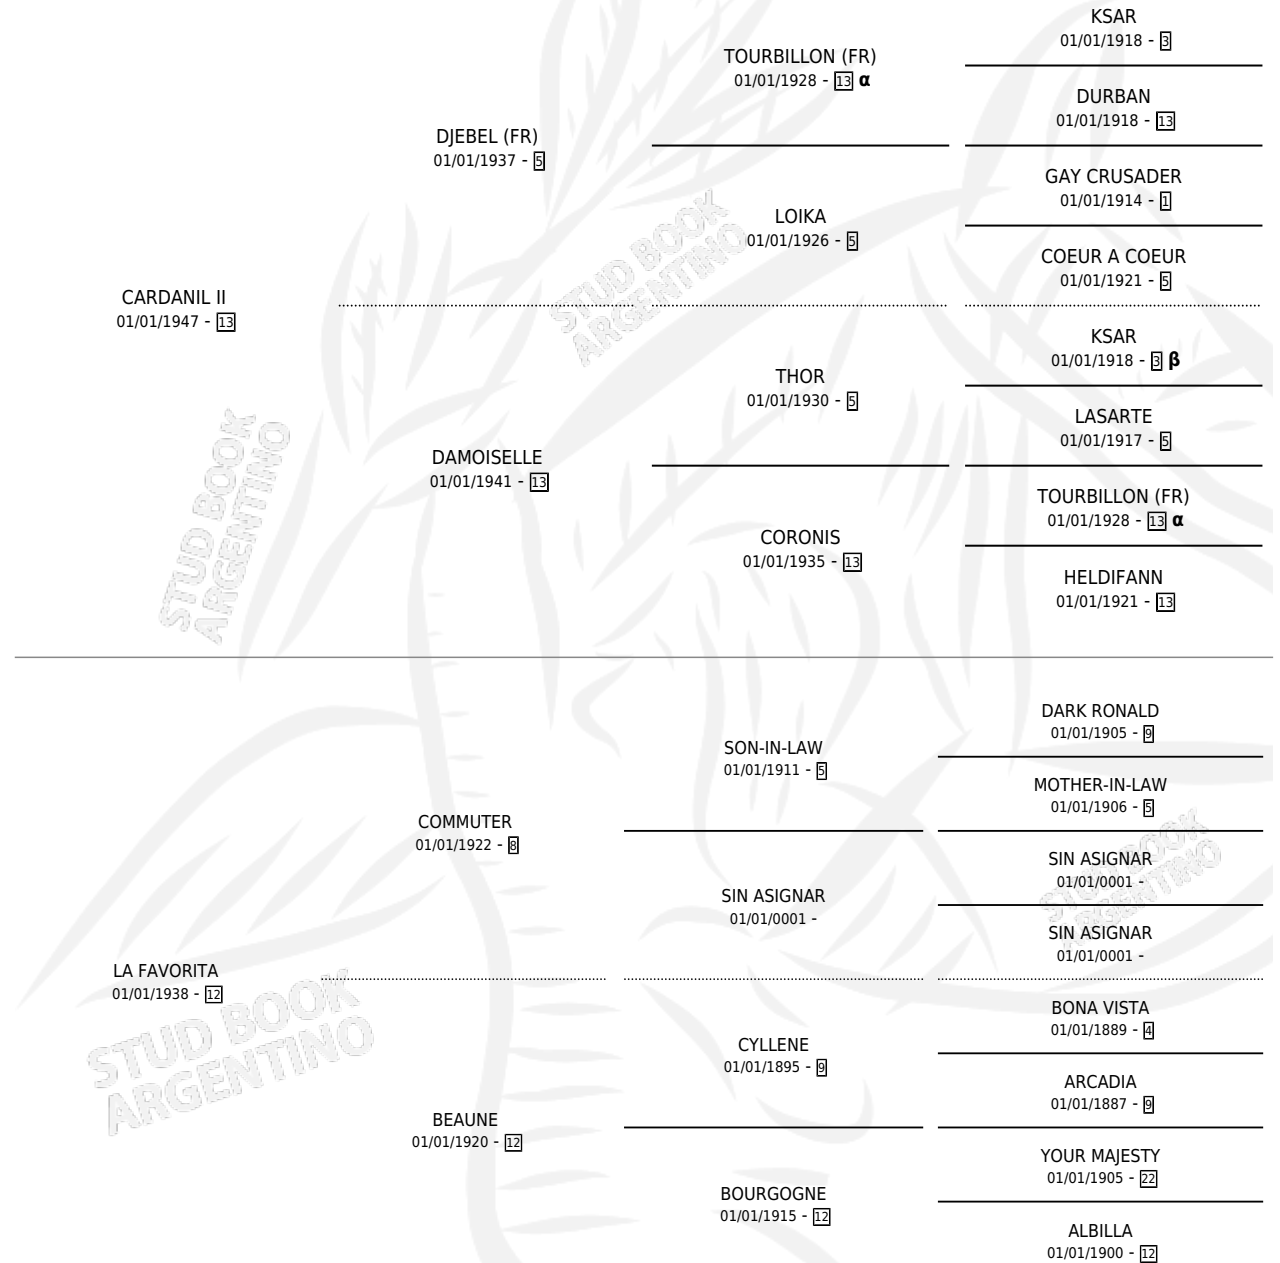 KSAR
01/01/1918 - 3
TOURBILLON (FR)
01/01/1928 - 13 α
DURBAN
01/01/1918 - 13
DJEBEL (FR)
01/01/1937 - 5
GAY CRUSADER
01/01/1914 - 1
LOIKA
01/01/1926 - 5
COEUR A COEUR
01/01/1921 - 5
CARDANIL II
01/01/1947 - 13
KSAR
01/01/1918 - 3 β
THOR
01/01/1930 - 5
LASARTE
01/01/1917 - 5
DAMOISELLE
01/01/1941 - 13
TOURBILLON (FR)
01/01/1928 - 13 α
CORONIS
01/01/1935 - 13
HELDIFANN
01/01/1921 - 13
DARK RONALD
01/01/1905 - 9
SON-IN-LAW
01/01/1911 - 5
MOTHER-IN-LAW
01/01/1906 - 5
COMMUTER
01/01/1922 - 8
SIN ASIGNAR
01/01/0001 -
SIN ASIGNAR
01/01/0001 -
SIN ASIGNAR
01/01/0001 -
LA FAVORITA
01/01/1938 - 12
BONA VISTA
01/01/1889 - 4
CYLLENE
01/01/1895 - 9
ARCADIA
01/01/1887 - 9
BEAUNE
01/01/1920 - 12
YOUR MAJESTY
01/01/1905 - 22
BOURGOGNE
01/01/1915 - 12
ALBILLA
01/01/1900 - 12
STUD BOOK
ARGENTINO
STUD BOOK
ARGENTINO
STUD BOOK
ARGENTINO
STUD BOOK
ARGENTINO